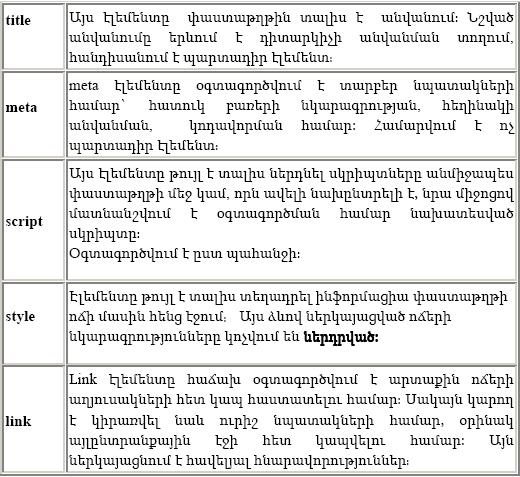 title
Այս էլեմենտը փաստաթղթին տալիս է անվանում: Նշված
անվանումը երևում է դիտարկիչի անվանման տողում,
հանդիսանում է պարտադիր էլեմենտ:
meta
meta էլեմենտը օգտագործվում է տարբեր նպատակների
համար` հատուկ բառերի նկարագրության, հեղինակի
անվանման, կոդավորման համար: Համարվում է ոչ
պարտադիր էլեմենտ:
script
Այս էլեմենտը թույլ է տալիս ներդնել սկրիպտները անմիջապես
փաստաթղթի մեջ կամ, որն ավելի նախընտրելի է, նրա միջոցով
մատնանշվում է օգտագործման համար նախատեսված
սկրիպտը:
Օգտագործվում է ըստ պահանջի:
style
Էլեմենտը թույլ է տալիս տեղադրել ինֆորմացիա փաստաթղթի
ոճի մասին հենց էջում: Այս ձևով ներկայացված ոճերի
նկարագրությունները կոչվում են ներդրված:
link
Link էլեմենտը հաճախ օգտագործվում է արտաքին ոճերի
աղյուսակների հետ կապ հաստատելու համար: Սակայն կարող
է կիրառվել նաև ուրիշ նպատակների համար, օրինակ
այլընտրանքային էջի հետ կապվելու համար: Այն
ներկայացնում է հավելյալ հնարավորություններ: